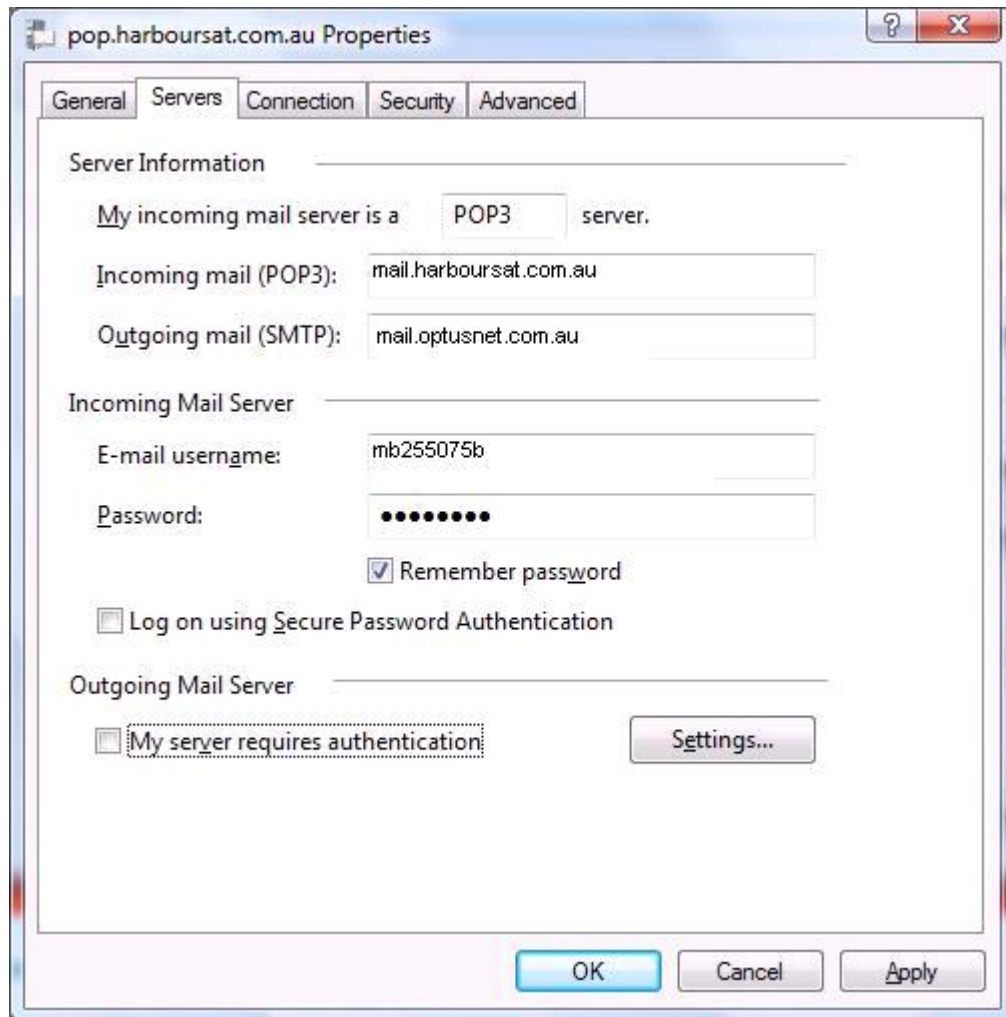 pop.harboursat.com.au Properties
General Servers Connection Security Advanced
Server Information
My incoming mail server is a POP3 server.
Incoming mail (POP3): mail.harboursat.com.au
Outgoing mail (SMTP): mail.optusnet.com.au
Incoming Mail Server
E-mail username: mb255075b
Password: ●●●●●●●●
Remember password
Log on using Secure Password Authentication
Outgoing Mail Server
My server requires authentication Settings...
OK Cancel Apply